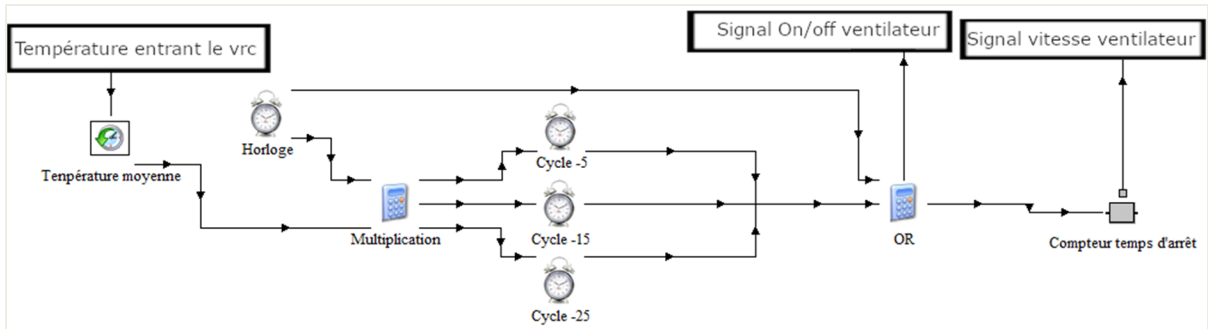 Température entrant le vrc
Signal On/off ventilateur
Signal vitesse ventilateur
Horloge
Cycle -5
Tenpérature moyenne
Multiplication
Cycle -15
OR
Compteur temps d'arrêt
Cycle -25